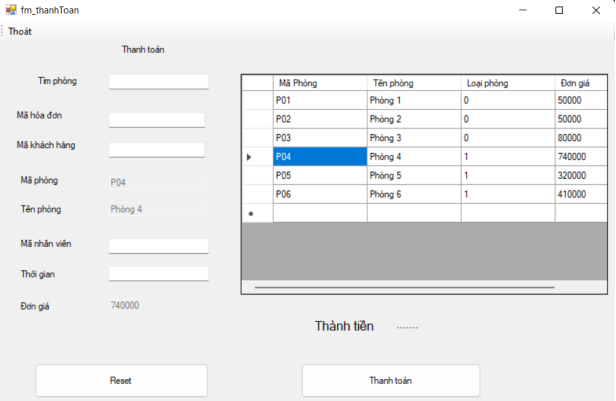 fm_thanhToan
Thoát
Thanh toán
Tìm phòng
Mã hóa đơn
Mã khách hàng
Mã phòng P04
Tên phòng Phòng 4
Mã nhân viên
Thời gian
Đơn giá 740000
Mã Phòng Tên phòng Loại phòng Đơn giá
P01 Phòng 1 0 50000
P02 Phòng 2 0 50000
P03 Phòng 3 0 80000
P04 Phòng 4 1 740000
P05 Phòng 5 1 320000
P06 Phòng 6 1 410000
Thành tiền .......
Reset Thanh toán